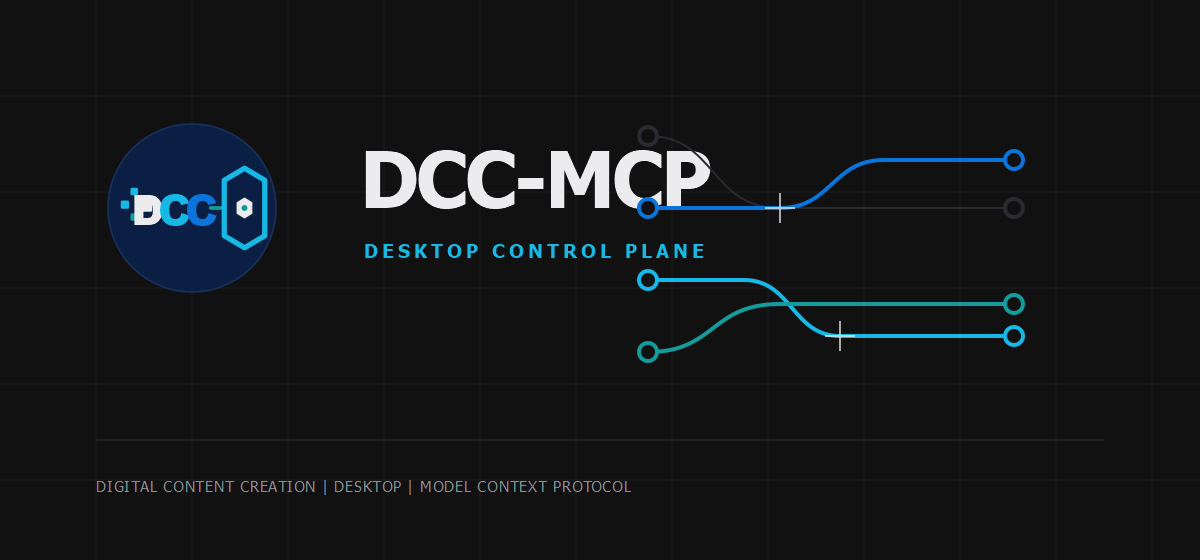 DCC
DCC-MCP
DESKTOP CONTROL PLANE
DIGITAL CONTENT CREATION | DESKTOP | MODEL CONTEXT PROTOCOL